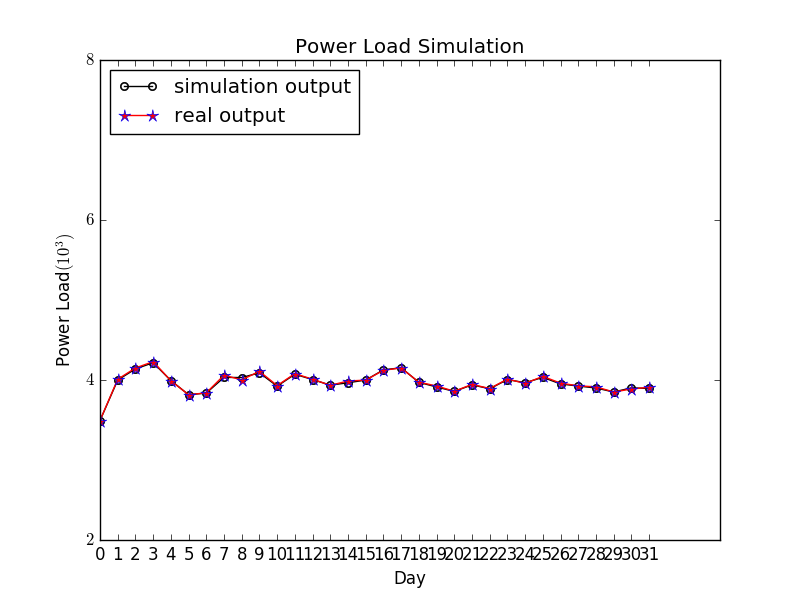 Power Load Simulation
simulation output
real output
8
6
4
2
Power Load(10³)
0 1 2 3 4 5 6 7 8 9 10 11 12 13 14 15 16 17 18 19 20 21 22 23 24 25 26 27 28 29 30 31
Day